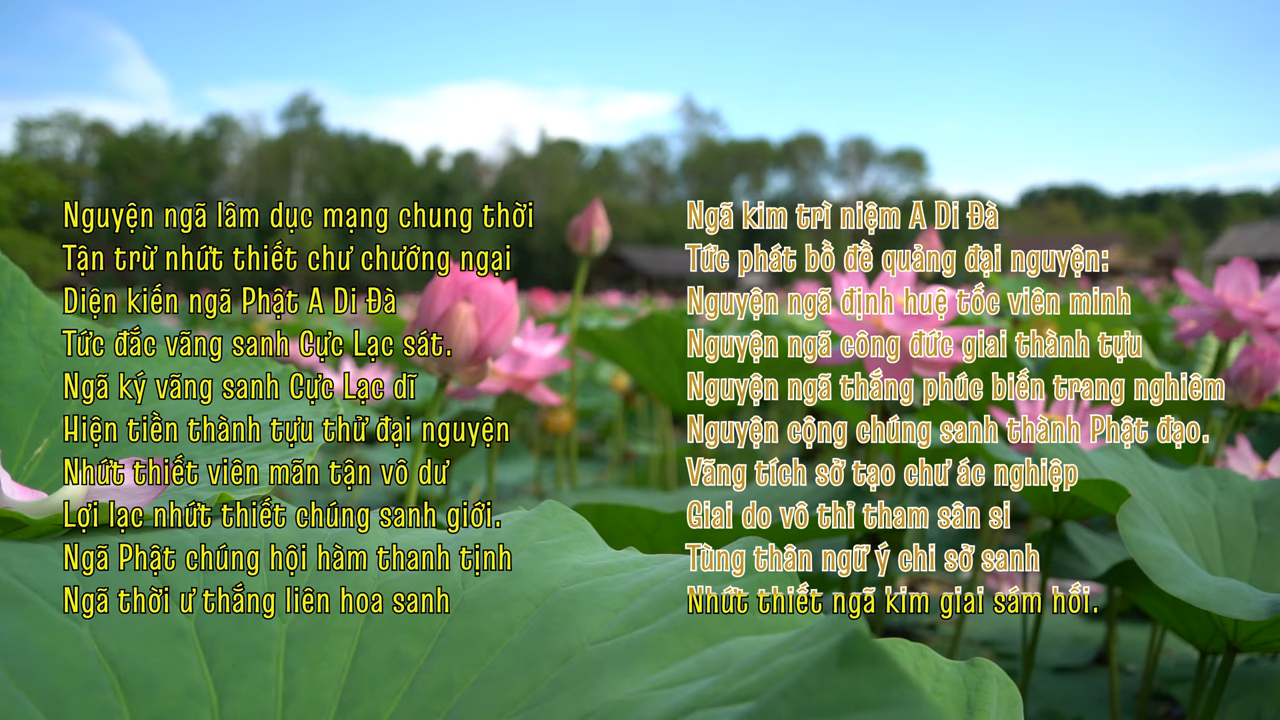 Nguyện ngã lâm dục mạng chung thời
Tận trừ nhứt thiết chư chướng ngại
Diện kiến ngã Phật A Di Đà
Tức đắc vãng sanh Cực Lạc sát.
Ngã ký vãng sanh Cực Lạc dĩ
Hiện tiền thành tựu thử đại nguyện
Nhứt thiết viên mãn tận vô dư
Lợi lạc nhứt thiết chúng sanh giới.
Ngã Phật chúng hội hàm thanh tịnh
Ngã thời ư thắng liên hoa sanh
Ngã kim trì niệm A Di Đà
Tức phát bồ đề quảng đại nguyện:
Nguyện ngã định huệ tốc viên minh
Nguyện ngã công đức giai thành tựu
Nguyện ngã thắng phúc biến trang nghiêm
Nguyện cộng chúng sanh thành Phật đạo.
Vãng tích sở tạo chư ác nghiệp
Giai do vô thỉ tham sân si
Tùng thân ngữ ý chi sở sanh
Nhứt thiết ngã kim giai sám hối.